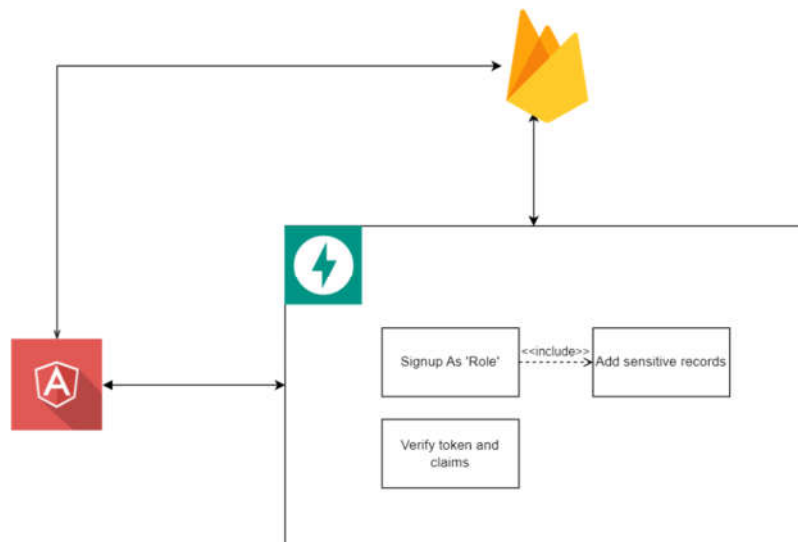 Signup As 'Role'
<<include>>
Add sensitive records
Verify token and
claims